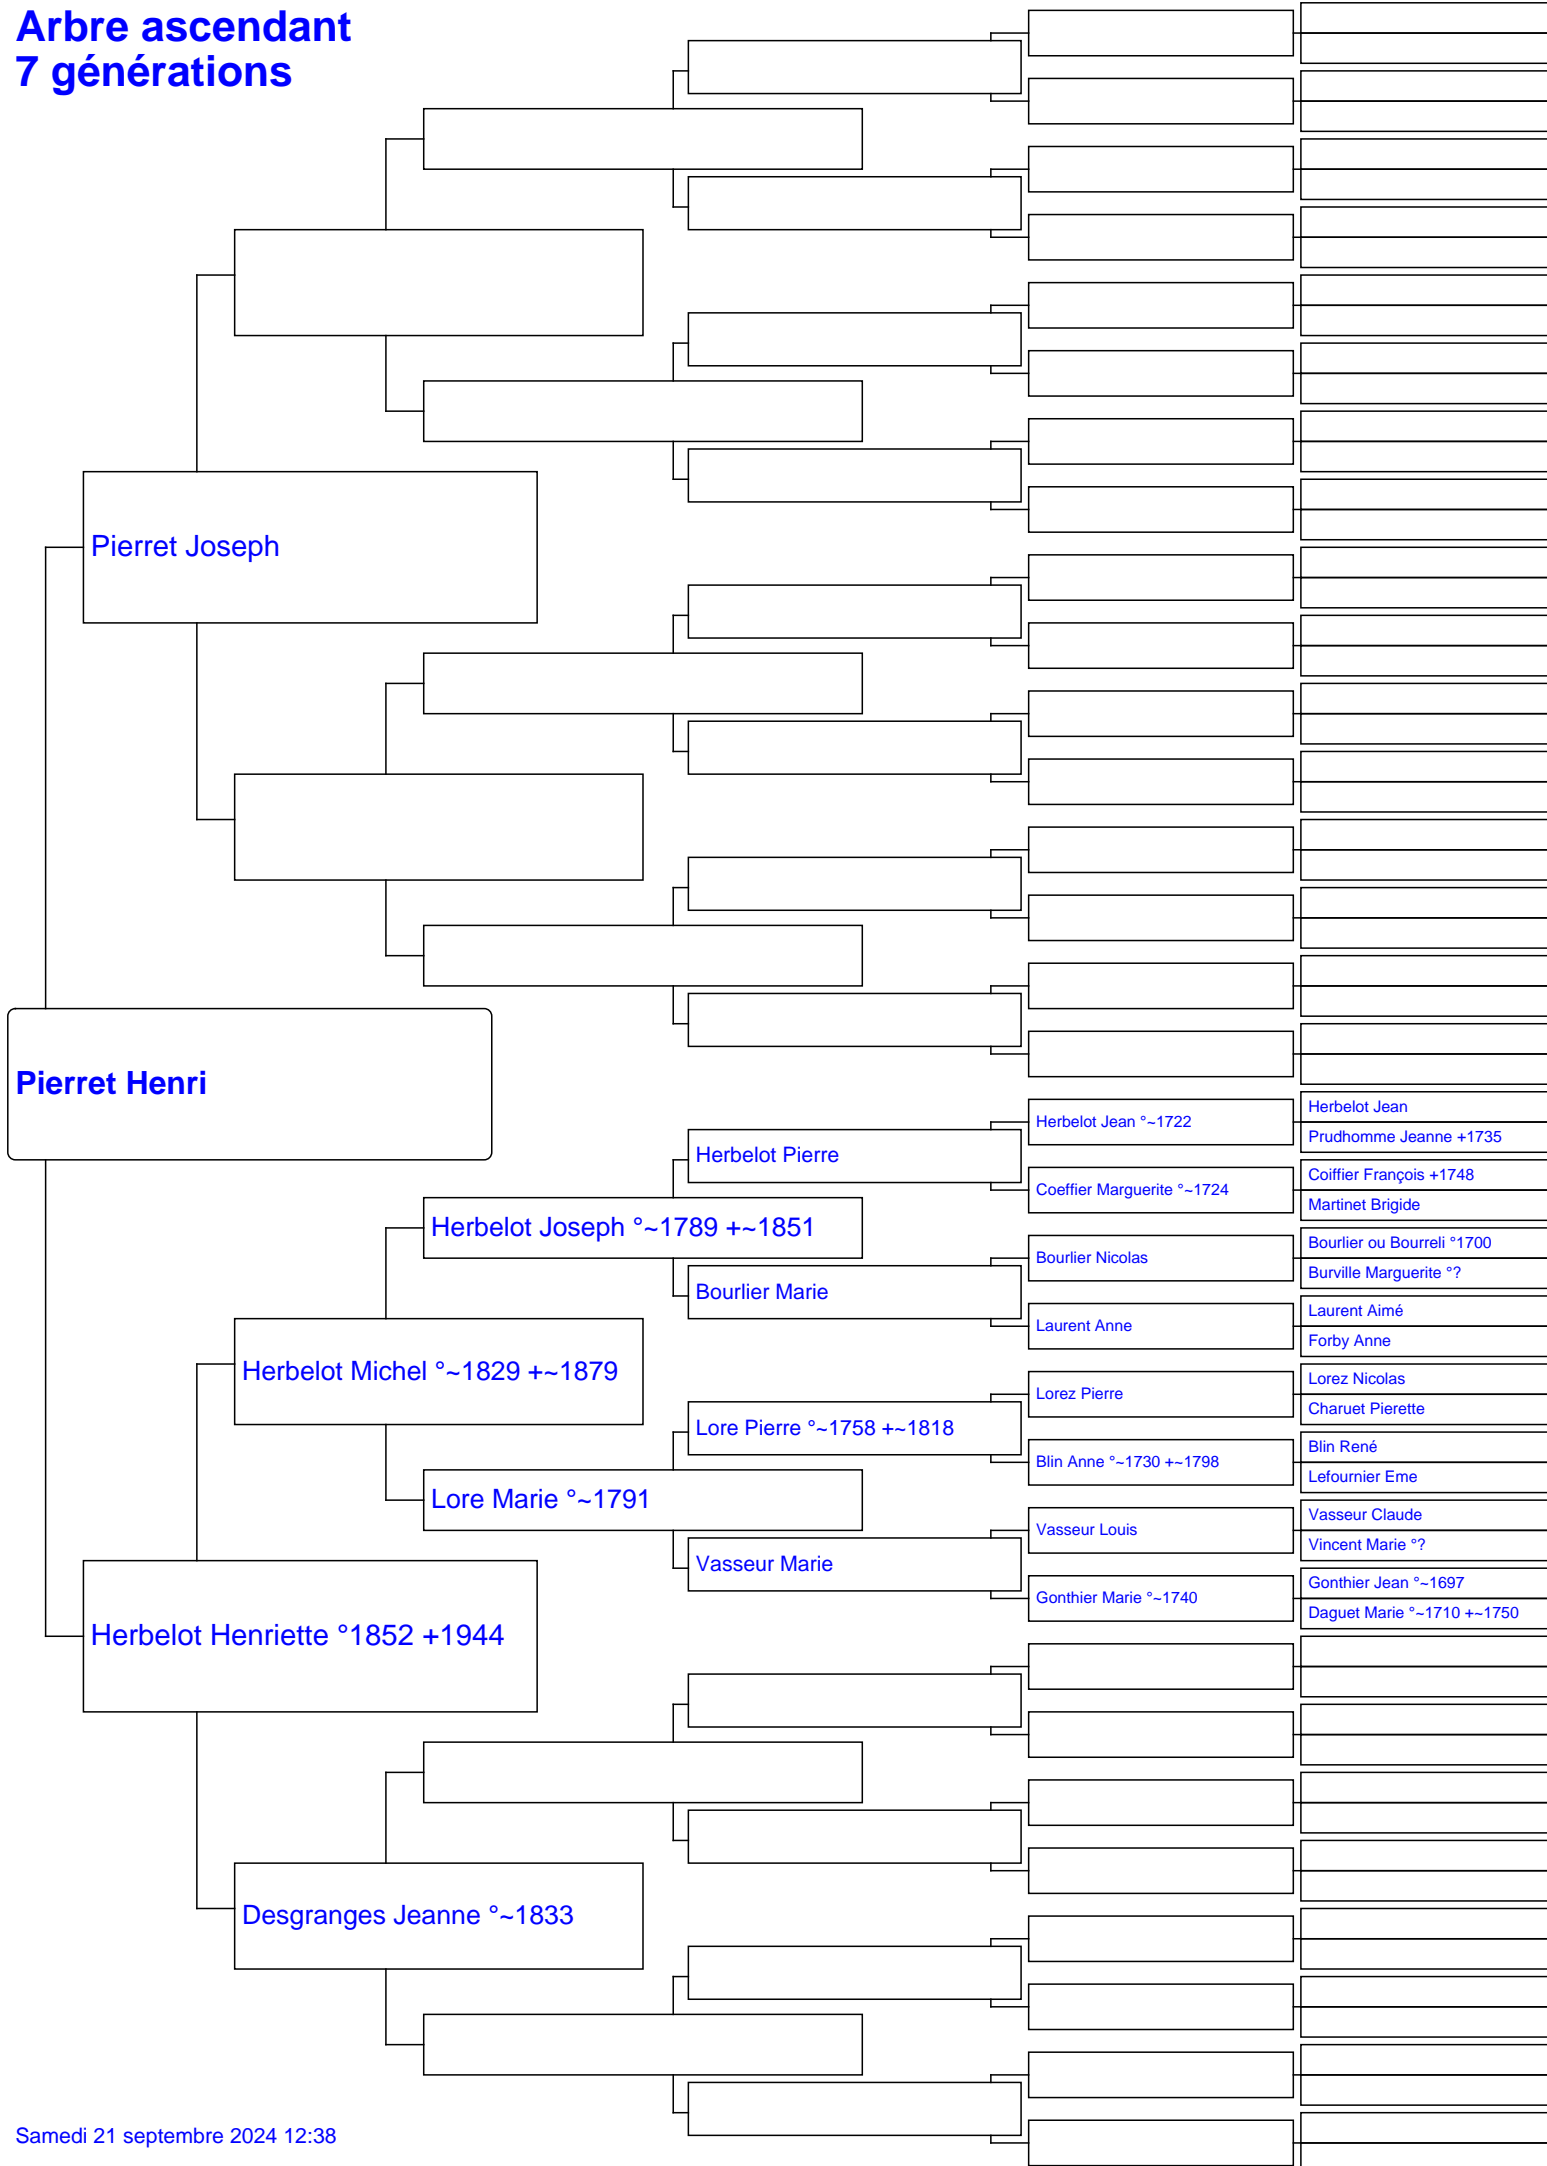 Arbre ascendant
7 générations
Pierret Joseph
Pierret Henri
Herbelot Jean °~1722
Herbelot Jean
Prudhomme Jeanne +1735
Herbelot Pierre
Coeffier Marguerite °~1724
Coiffier François +1748
Martinet Brigide
Herbelot Joseph °~1789 +~1851
Bourlier Nicolas
Bourlier ou Bourreli °1700
Burville Marguerite °?
Bourlier Marie
Laurent Anne
Laurent Aimé
Forby Anne
Herbelot Michel °~1829 +~1879
Lorez Pierre
Lorez Nicolas
Charuet Pierette
Lore Pierre °~1758 +~1818
Blin Anne °~1730 +~1798
Blin René
Lefournier Eme
Lore Marie °~1791
Vasseur Louis
Vasseur Claude
Vincent Marie °?
Vasseur Marie
Gonthier Marie °~1740
Gonthier Jean °~1697
Daguet Marie °~1710 +~1750
Herbelot Henriette °1852 +1944
Desgranges Jeanne °~1833
Samedi 21 septembre 2024 12:38